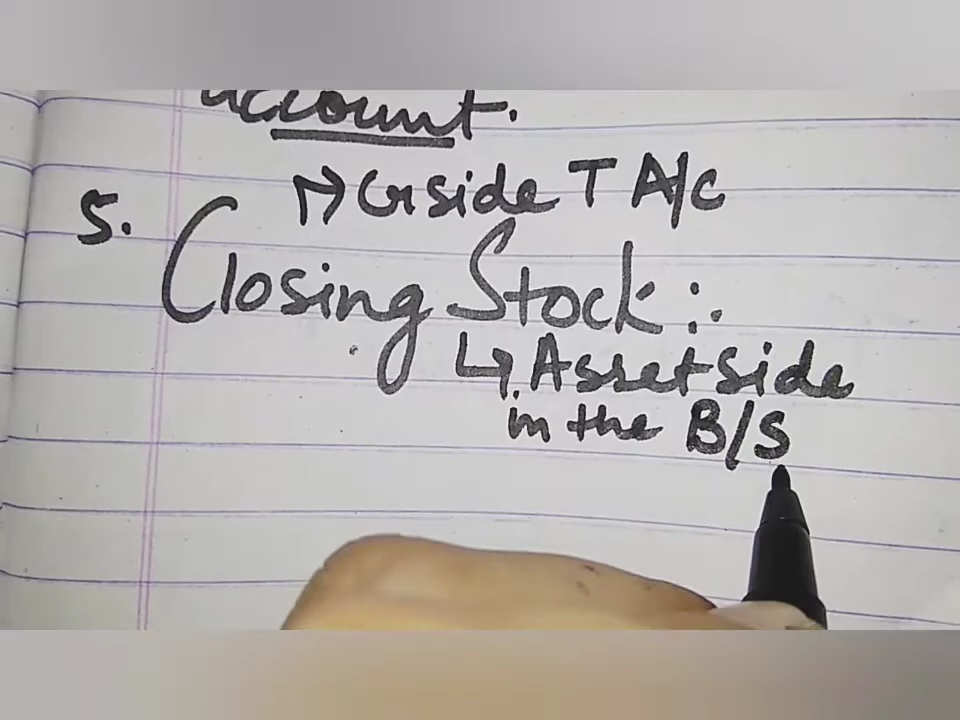 account.
↱ Cr side T A/c
5. Closing Stock :.
↳ Asset side
in the B/S